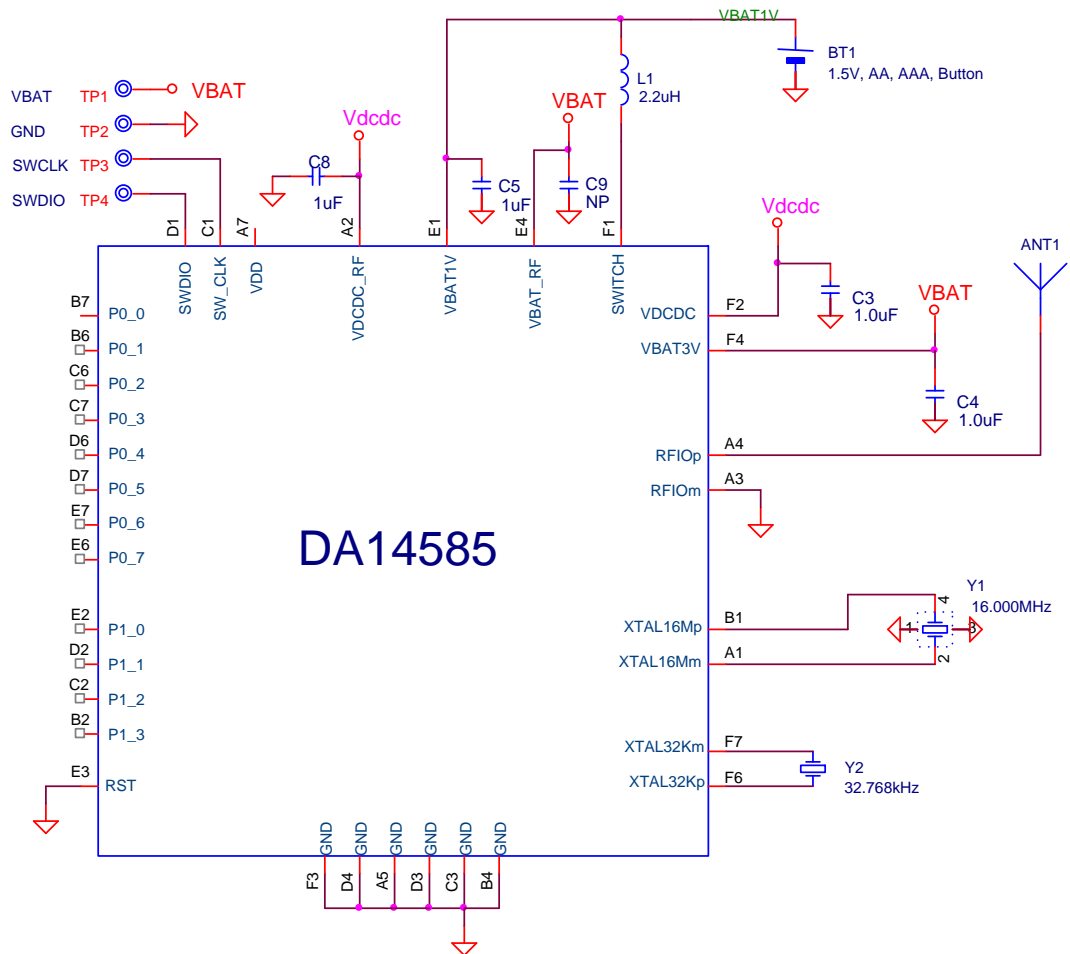 VBAT1V
BT1
1.5V, AA, AAA, Button
L1
2.2uH
VBAT TP1 VBAT
GND TP2
SWCLK TP3
SWDIO TP4
Vdcdc
C8
1uF
VBAT
C5
1uF
C9
NP
D1
C1
A7
A2
E1
E4
F1
SWDIO
SW_CLK
VDD
VDCDC_RF
VBAT1V
VBAT_RF
SWITCH
Vdcdc
C3
1.0uF
ANT1
VBAT
C4
1.0uF
B7 P0_0
B6 P0_1
C6 P0_2
C7 P0_3
D6 P0_4
D7 P0_5
E7 P0_6
E6 P0_7
E2 P1_0
D2 P1_1
C2 P1_2
B2 P1_3
E3 RST
DA14585
VDCDC F2
VBAT3V F4
RFIOp A4
RFIOm A3
XTAL16Mp B1
XTAL16Mm A1
XTAL32Km F7
XTAL32Kp F6
Y1
16.000MHz
4
1
3
2
Y2
32.768kHz
GND GND GND GND GND GND
F3 D4 A5 D3 C3 B4